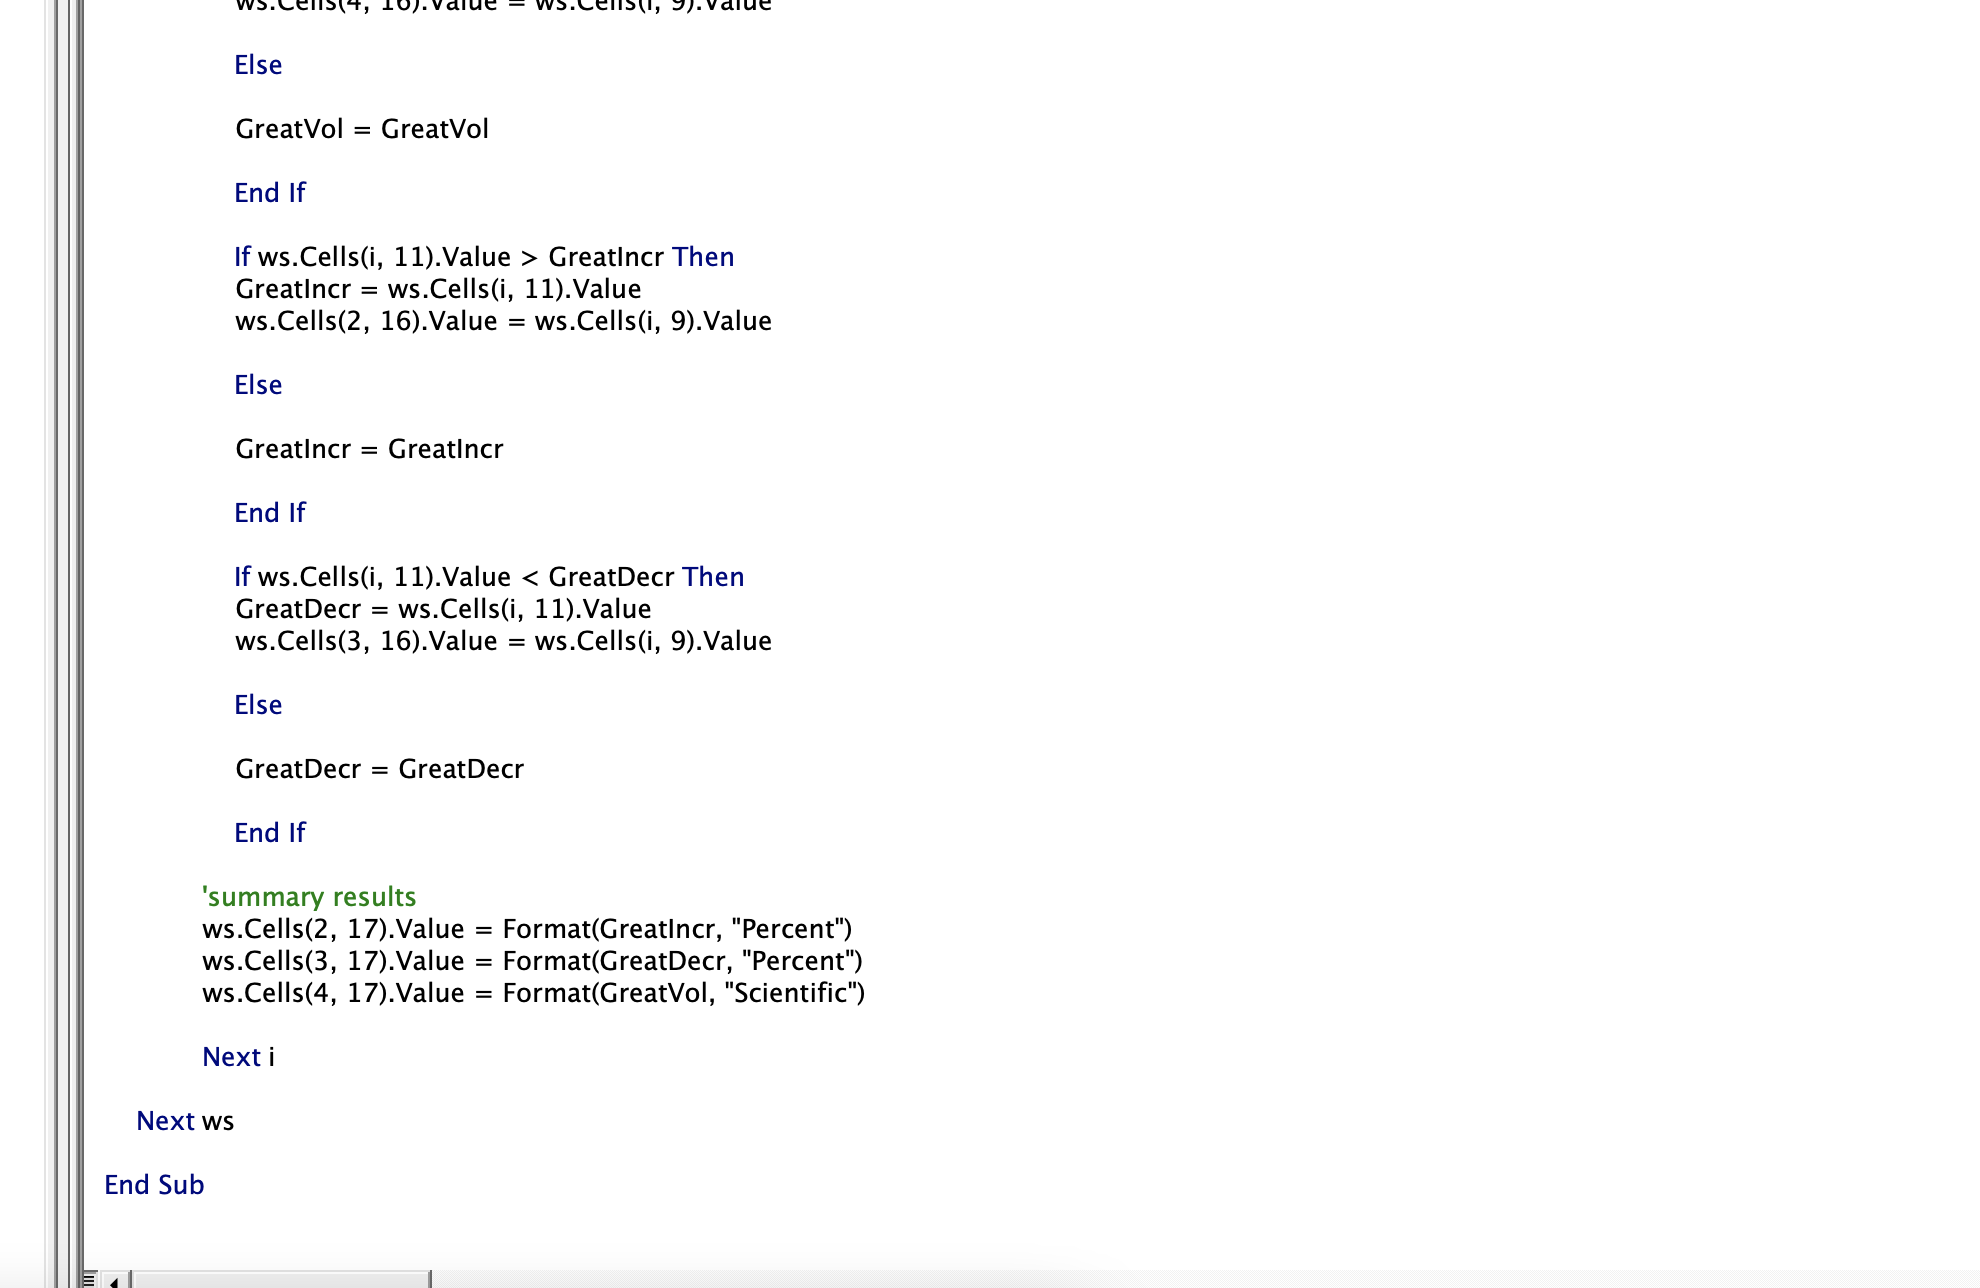 ws.Cells(4, 16).Value = ws.Cells(i, 9).Value
Else
GreatVol = GreatVol
End If
If ws.Cells(i, 11).Value > GreatIncr Then
GreatIncr = ws.Cells(i, 11).Value
ws.Cells(2, 16).Value = ws.Cells(i, 9).Value
Else
GreatIncr = GreatIncr
End If
If ws.Cells(i, 11).Value < GreatDecr Then
GreatDecr = ws.Cells(i, 11).Value
ws.Cells(3, 16).Value = ws.Cells(i, 9).Value
Else
GreatDecr = GreatDecr
End If
'summary results
ws.Cells(2, 17).Value = Format(GreatIncr, "Percent")
ws.Cells(3, 17).Value = Format(GreatDecr, "Percent")
ws.Cells(4, 17).Value = Format(GreatVol, "Scientific")
Next i
Next ws
End Sub